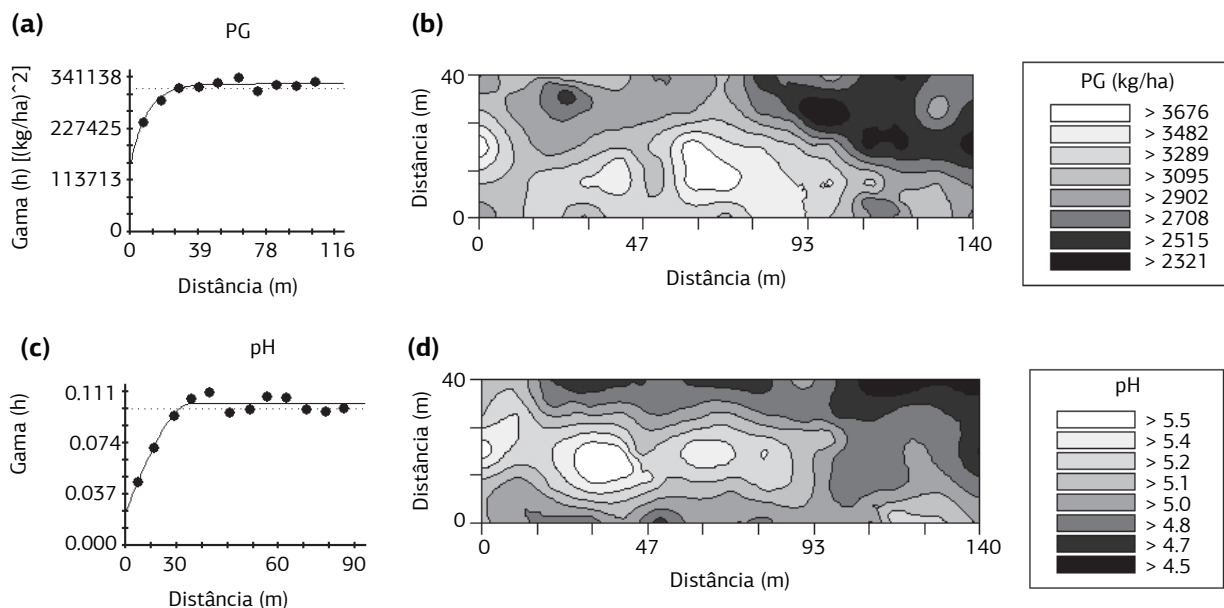 (a)
PG
Gama (h) [(kg/ha)^2]
341138
227425
113713
0
0 39 78 116
Distância (m)
(b)
Distância (m)
40
0
0 47 93 140
Distância (m)
PG (kg/ha)
> 3676
> 3482
> 3289
> 3095
> 2902
> 2708
> 2515
> 2321
(c)
pH
Gama (h)
0.111
0.074
0.037
0.000
0 30 60 90
Distância (m)
(d)
Distância (m)
40
0
0 47 93 140
Distância (m)
pH
> 5.5
> 5.4
> 5.2
> 5.1
> 5.0
> 4.8
> 4.7
> 4.5